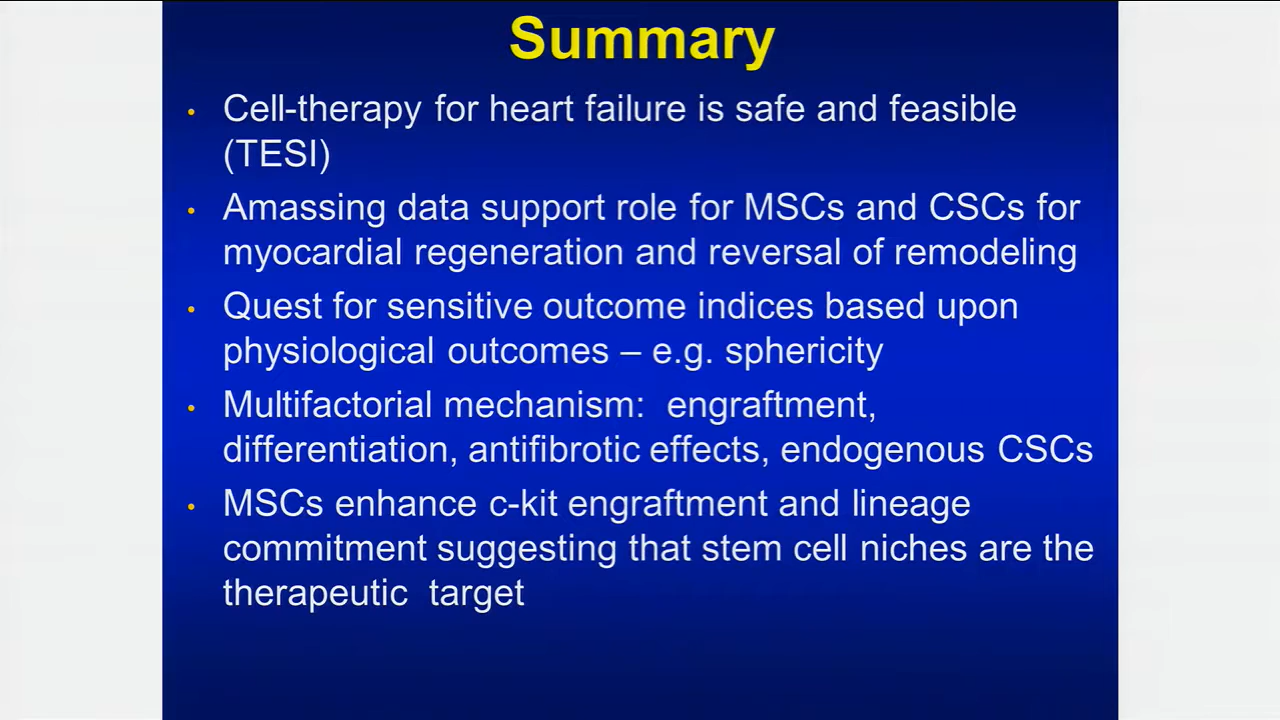 Summary
• Cell-therapy for heart failure is safe and feasible
(TESI)
• Amassing data support role for MSCs and CSCs for
myocardial regeneration and reversal of remodeling
• Quest for sensitive outcome indices based upon
physiological outcomes – e.g. sphericity
• Multifactorial mechanism:  engraftment,
differentiation, antifibrotic effects, endogenous CSCs
• MSCs enhance c-kit engraftment and lineage
commitment suggesting that stem cell niches are the
therapeutic  target